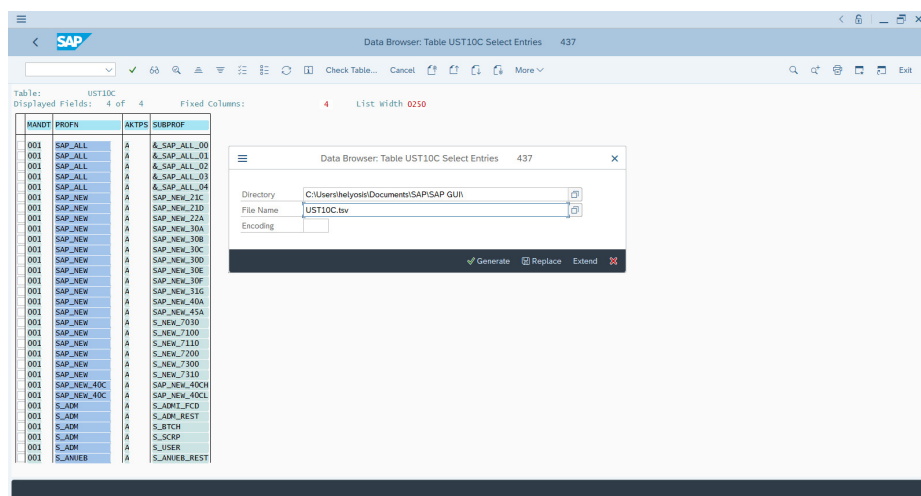 SAP
Data Browser: Table UST10C Select Entries 437
Check Table... Cancel More Exit
Table: UST10C
Displayed Fields: 4 of 4 Fixed Columns: 4 List Width 0250
MANDT PROFN AKTPS SUBPROF
001 SAP_ALL A &_SAP_ALL_00
001 SAP_ALL A &_SAP_ALL_01
001 SAP_ALL A &_SAP_ALL_02
001 SAP_ALL A &_SAP_ALL_03
001 SAP_ALL A &_SAP_ALL_04
001 SAP_NEW A SAP_NEW_21C
001 SAP_NEW A SAP_NEW_21D
001 SAP_NEW A SAP_NEW_22A
001 SAP_NEW A SAP_NEW_30A
001 SAP_NEW A SAP_NEW_30B
001 SAP_NEW A SAP_NEW_30C
001 SAP_NEW A SAP_NEW_30D
001 SAP_NEW A SAP_NEW_30E
001 SAP_NEW A SAP_NEW_30F
001 SAP_NEW A SAP_NEW_31G
001 SAP_NEW A SAP_NEW_40A
001 SAP_NEW A SAP_NEW_45A
001 SAP_NEW A S_NEW_7030
001 SAP_NEW A S_NEW_7100
001 SAP_NEW A S_NEW_7110
001 SAP_NEW A S_NEW_7200
001 SAP_NEW A S_NEW_7300
001 SAP_NEW A S_NEW_7310
001 SAP_NEW_40C A SAP_NEW_40CH
001 SAP_NEW_40C A SAP_NEW_40CL
001 S_ADM A S_ADMI_FCD
001 S_ADM A S_ADM_REST
001 S_ADM A S_BTCH
001 S_ADM A S_SCRP
001 S_ADM A S_USER
001 S_ANUEB A S_ANUEB_REST
Data Browser: Table UST10C Select Entries 437
Directory C:\Users\helyosis\Documents\SAP\SAP GUI\
File Name UST10C.tsv
Encoding
Generate Replace Extend